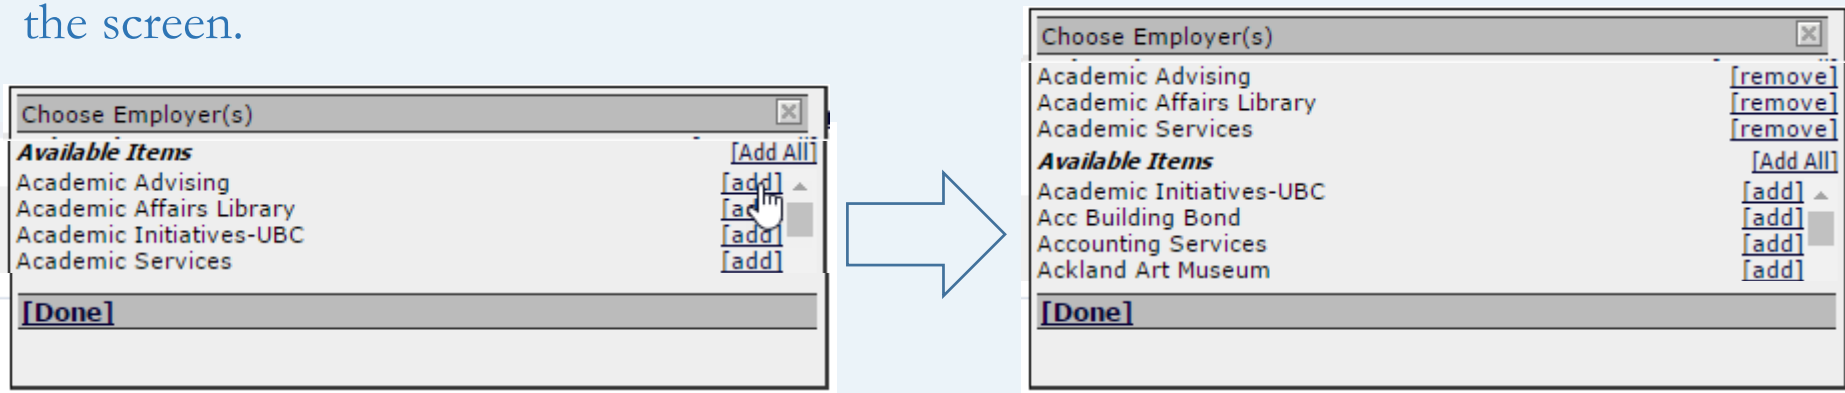 the screen.
Choose Employer(s)
Available Items [Add All]
Academic Advising [add]
Academic Affairs Library
Academic Initiatives-UBC [add]
Academic Services [add]
[Done]
Choose Employer(s)
Academic Advising [remove]
Academic Affairs Library [remove]
Academic Services [remove]
Available Items [Add All]
Academic Initiatives-UBC [add]
Acc Building Bond [add]
Accounting Services [add]
Ackland Art Museum [add]
[Done]